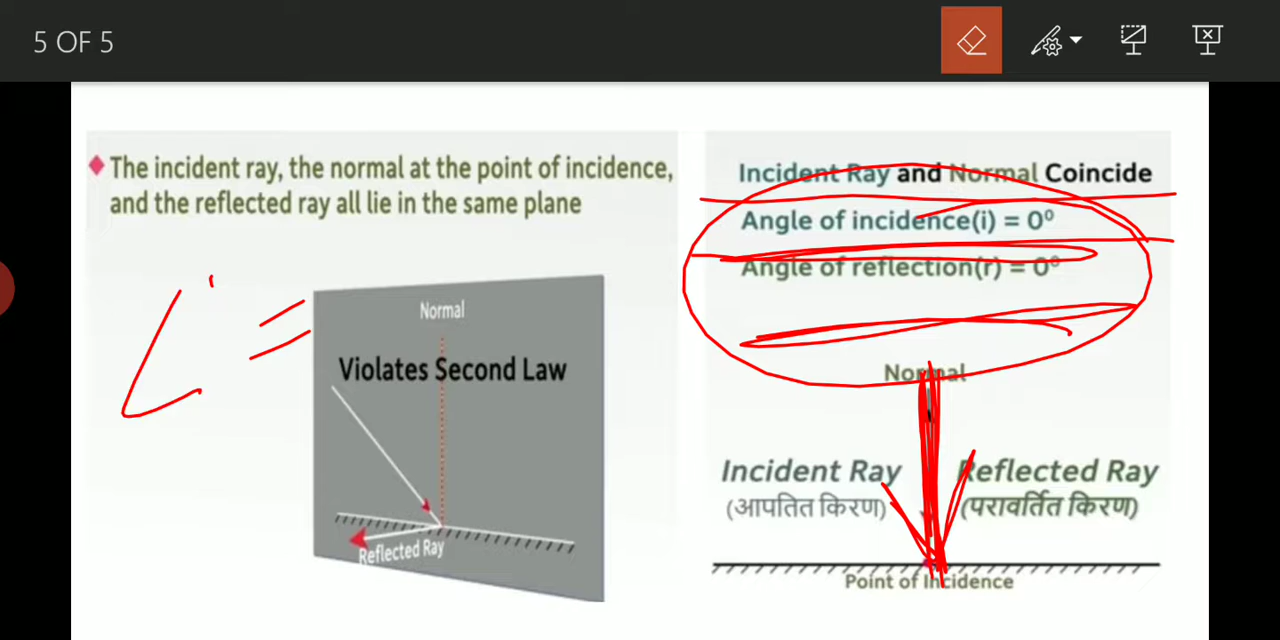 5 OF 5
The incident ray, the normal at the point of incidence,
and the reflected ray all lie in the same plane
Normal
Violates Second Law
Reflected Ray
i =
Incident Ray and Normal Coincide
Angle of incidence(i) = 0⁰
Angle of reflection(r) = 0⁰
Normal
Incident Ray
(आपतित किरण)
Reflected Ray
(परावर्तित किरण)
Point of Incidence